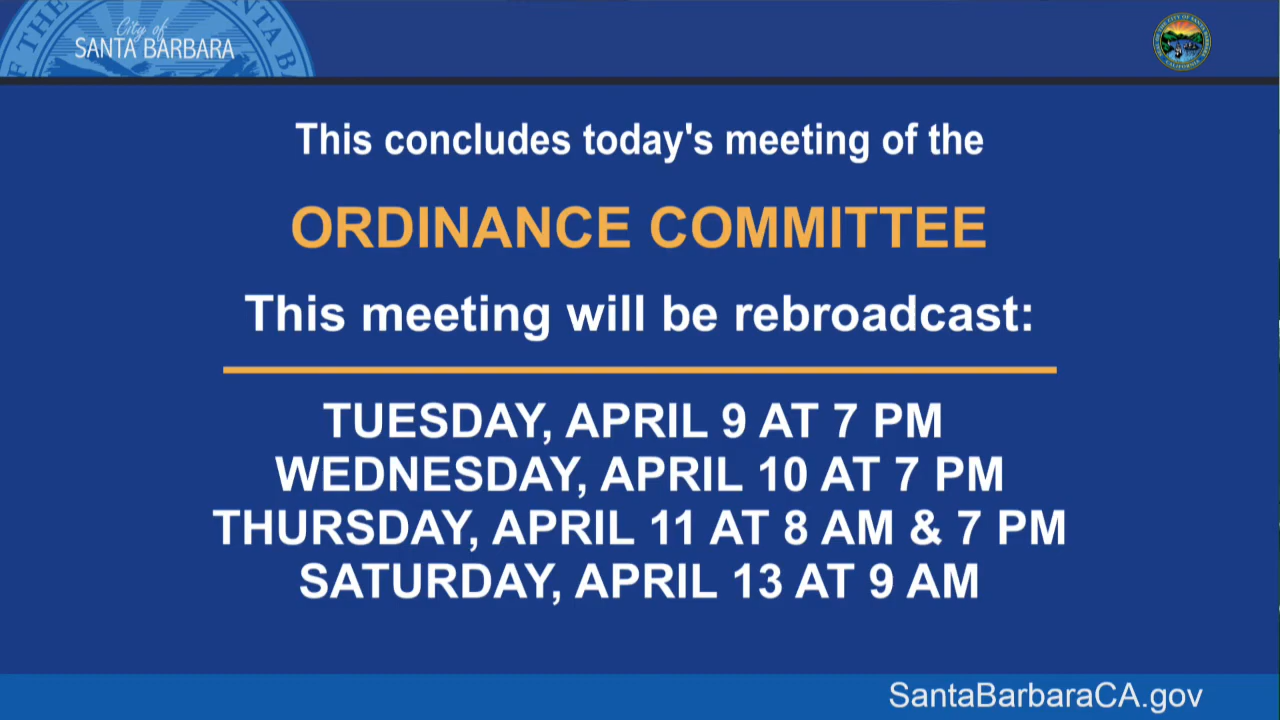 City of
SANTA BARBARA
This concludes today's meeting of the
ORDINANCE COMMITTEE
This meeting will be rebroadcast:
TUESDAY, APRIL 9 AT 7 PM
WEDNESDAY, APRIL 10 AT 7 PM
THURSDAY, APRIL 11 AT 8 AM & 7 PM
SATURDAY, APRIL 13 AT 9 AM
SantaBarbaraCA.gov